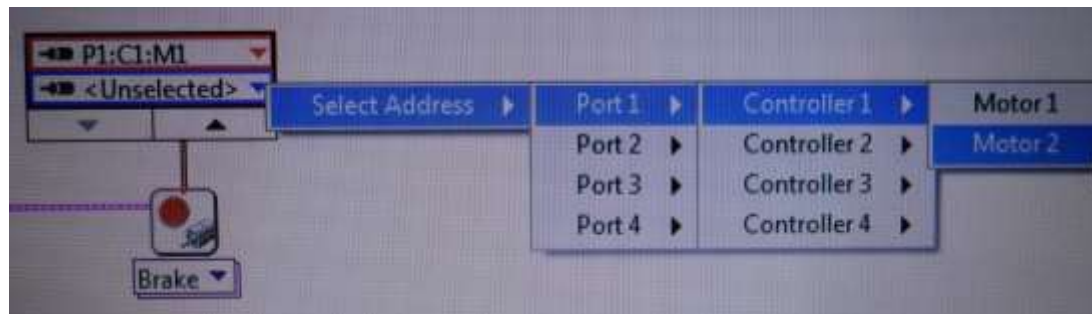 P1:C1:M1
<Unselected>
Select Address
Port 1
Port 2
Port 3
Port 4
Controller 1
Controller 2
Controller 3
Controller 4
Motor 1
Motor 2
Brake